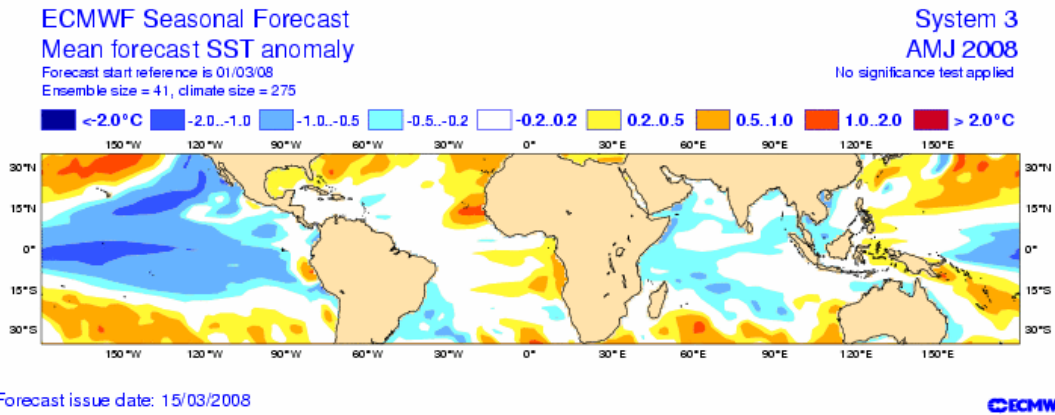 ECMWF Seasonal Forecast
System 3
Mean forecast SST anomaly
AMJ 2008
Forecast start reference is 01/03/08
No significance test applied
Ensemble size = 41, climate size = 275
<-2.0°C -2.0..-1.0 -1.0..-0.5 -0.5..-0.2 -0.2..0.2 0.2..0.5 0.5..1.0 1.0..2.0 > 2.0°C
150°W 120°W 90°W 60°W 30°W 0° 30°E 60°E 90°E 120°E 150°E
30°N 30°N
15°N 15°N
0° 0°
15°S 15°S
30°S 30°S
150°W 120°W 90°W 60°W 30°W 0° 30°E 60°E 90°E 120°E 150°E
Forecast issue date: 15/03/2008
ECMW